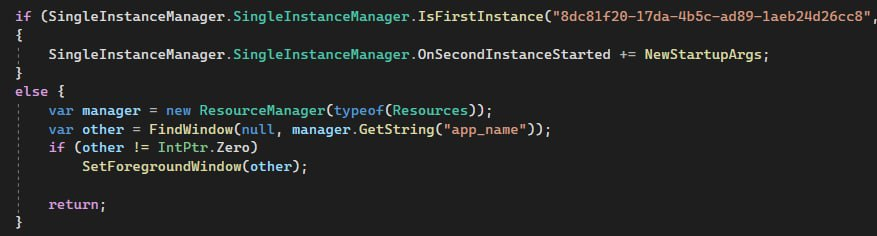 if (SingleInstanceManager.SingleInstanceManager.IsFirstInstance("8dc81f20-17da-4b5c-ad89-1aeb24d26cc8",
{
    SingleInstanceManager.SingleInstanceManager.OnSecondInstanceStarted += NewStartupArgs;
}
else {
    var manager = new ResourceManager(typeof(Resources));
    var other = FindWindow(null, manager.GetString("app_name"));
    if (other != IntPtr.Zero)
        SetForegroundWindow(other);

    return;
}